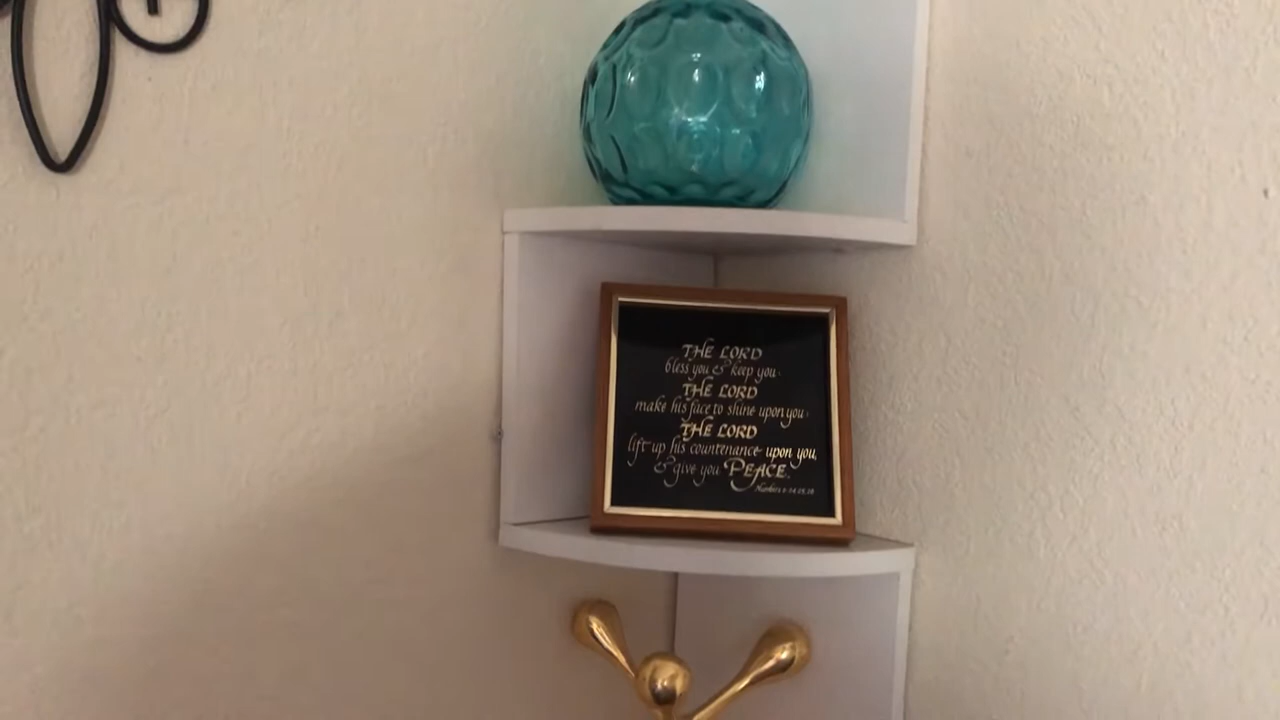 THE LORD
bless you & keep you.
THE LORD
make his face to shine upon you.
THE LORD
lift up his countenance upon you,
& give you PEACE.
Numbers